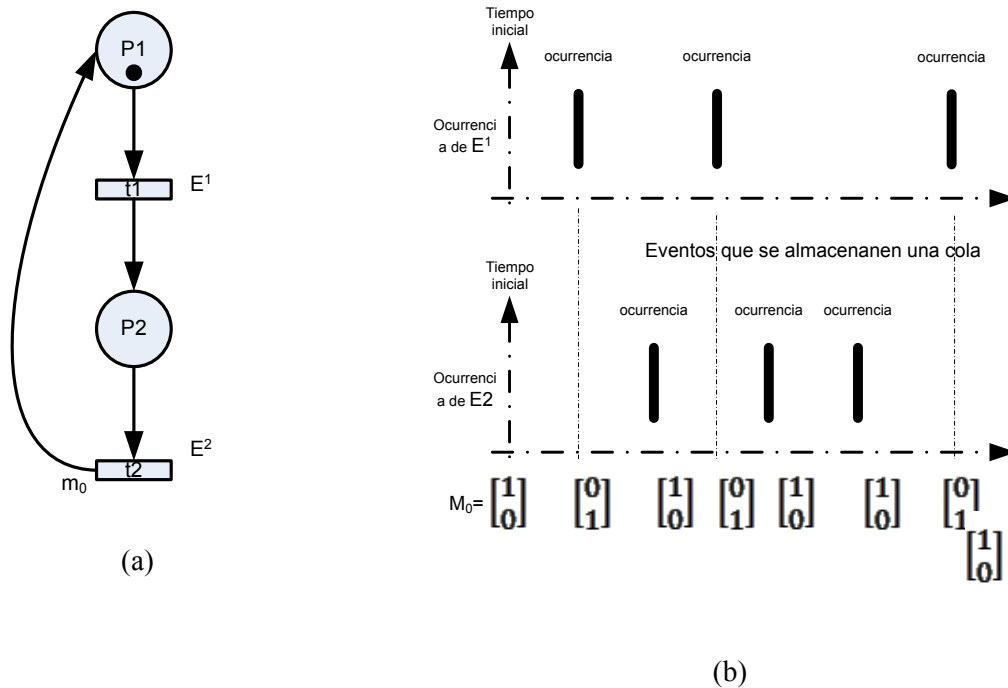 P1
t1
E¹
P2
E²
t2
m₀
(a)
Tiempo
inicial
ocurrencia
ocurrencia
ocurrencia
Ocurrenci
a de E¹
Eventos que se almacenanen una cola
Tiempo
inicial
ocurrencia
ocurrencia
ocurrencia
Ocurrenci
a de E2
M₀= [1 0] [0 1] [1 0] [0 1] [1 0] [1 0] [0 1]
[1 0]
(b)